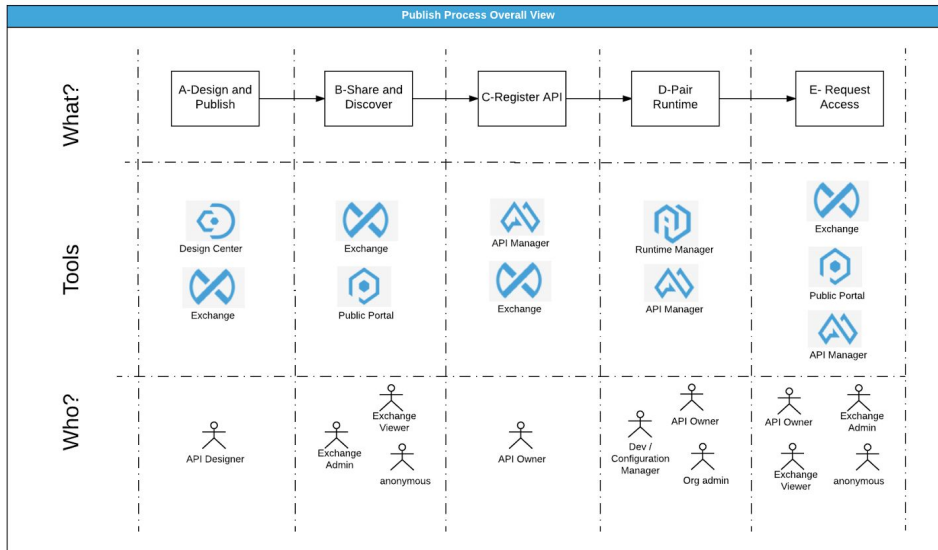 Publish Process Overall View
What?
A-Design and
Publish
B-Share and
Discover
C-Register API
D-Pair
Runtime
E- Request
Access
Tools
Design Center
Exchange
Exchange
Public Portal
API Manager
Exchange
Runtime Manager
API Manager
Exchange
Public Portal
API Manager
Who?
API Designer
Exchange
Viewer
Exchange
Admin
anonymous
API Owner
API Owner
Dev /
Configuration
Manager
Org admin
API Owner
Exchange
Admin
Exchange
Viewer
anonymous